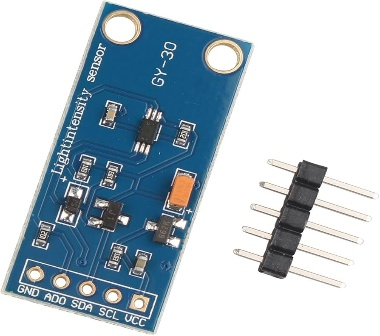 GY-30
Lightintensity sensor
GND ADO SDA SCL VCC